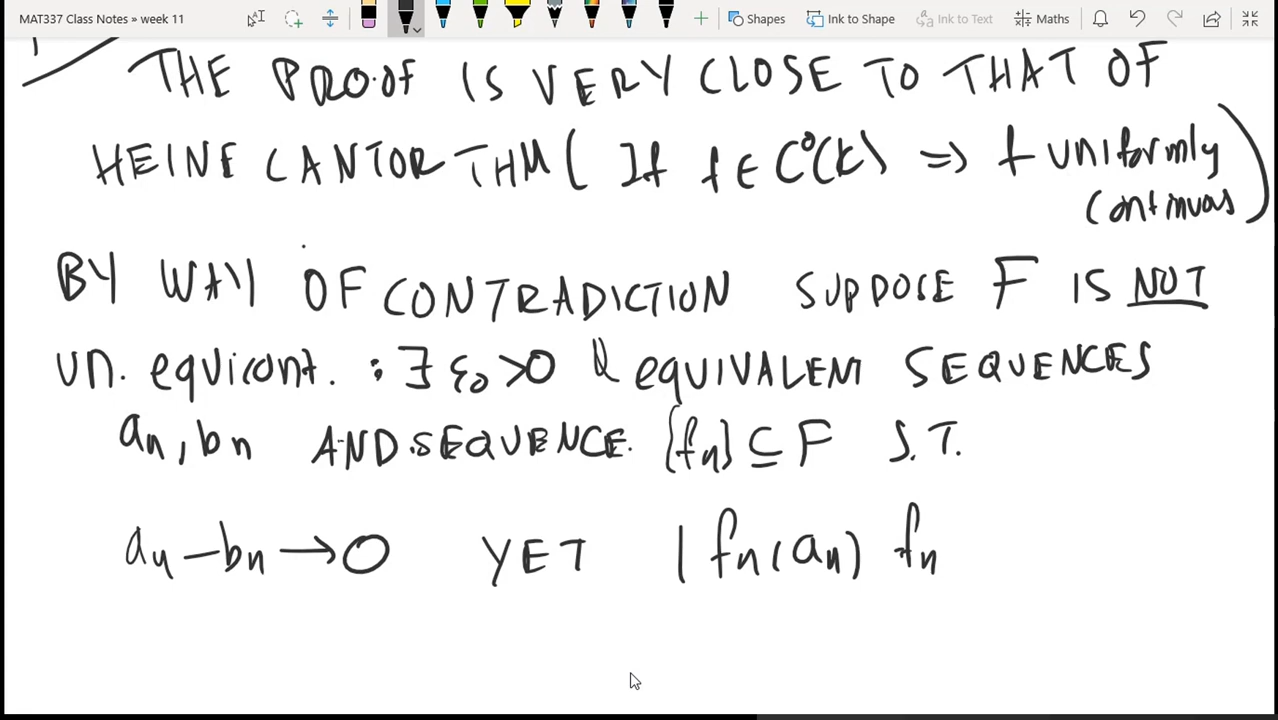 MAT337 Class Notes » week 11
Shapes Ink to Shape Ink to Text Maths
THE PROOF IS VERY CLOSE TO THAT OF
HEINE CANTOR THM ( If f ∈ C⁰(K) => f uniformly
continuous )
BY WAY OF CONTRADICTION SUPPOSE F IS NOT
un. equicont. : ∃ ε₀ >0 & equIVALENT SEQUENCES
aₙ, bₙ AND SEQUENCE {fₙ} ⊆ F S.T.
aₙ – bₙ → 0 YET | fₙ(aₙ) fₙ